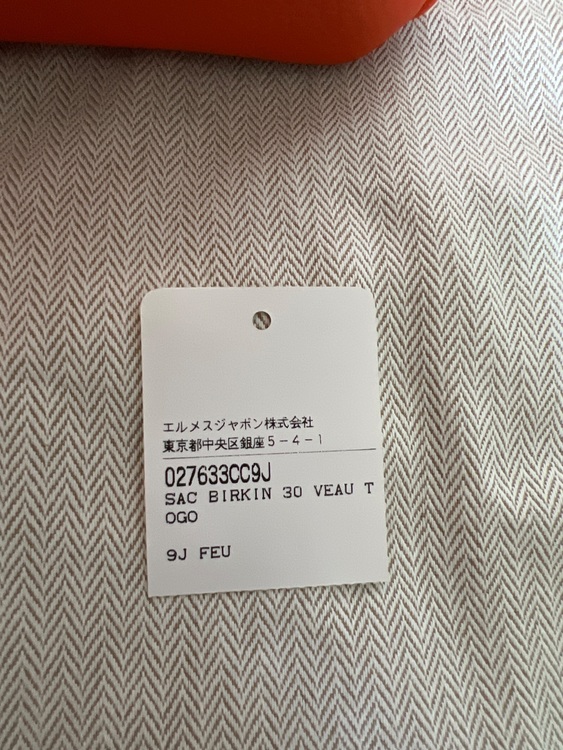 エルメスジャポン株式会社
東京都中央区銀座5-4-1
027633CC9J
SAC BIRKIN 30 VEAU T
OGO
9J FEU